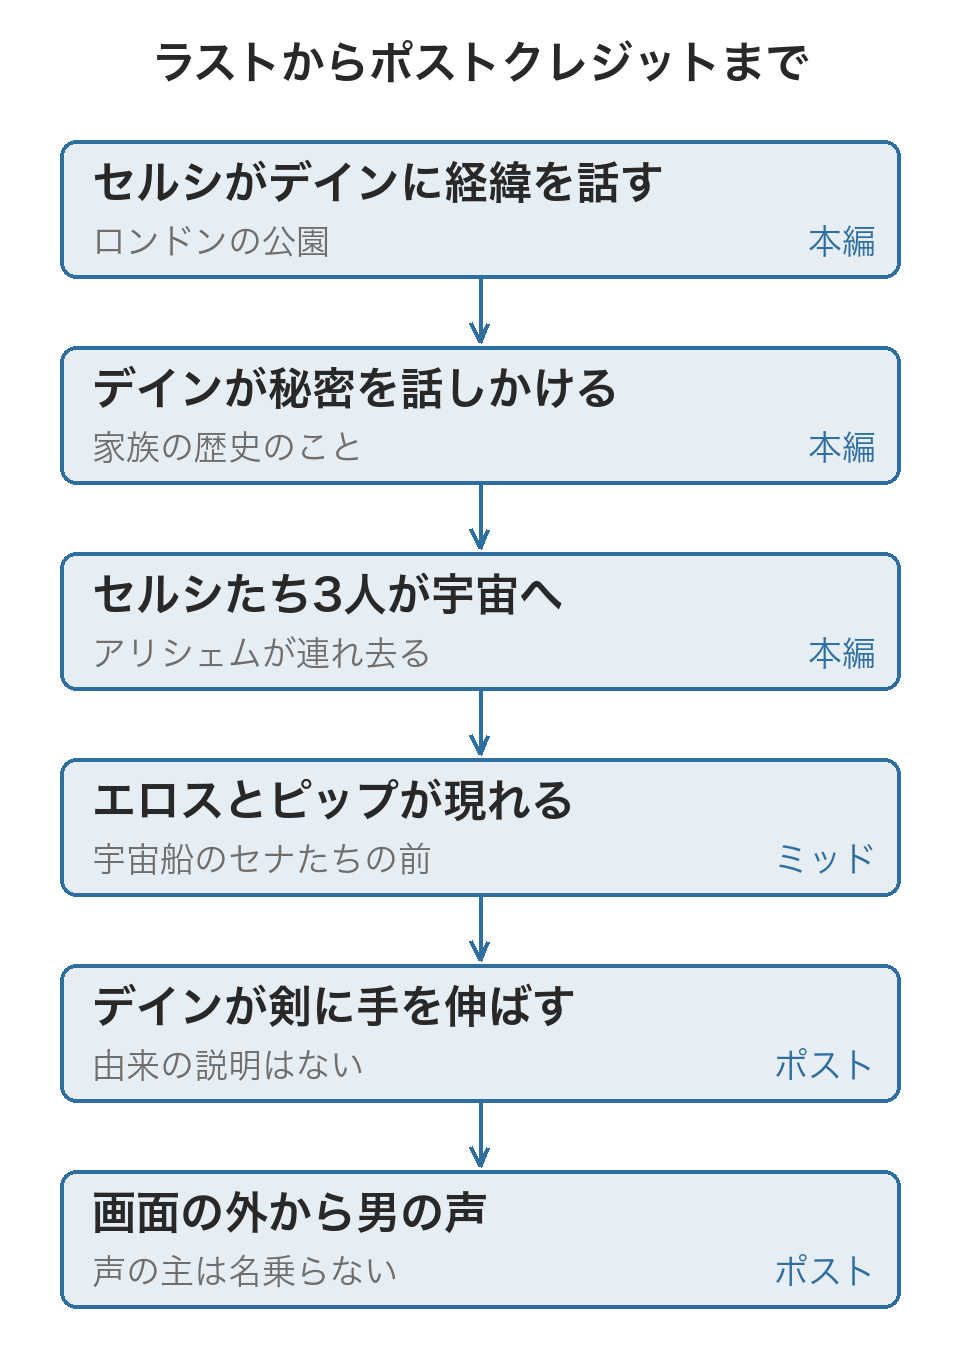 ラストからポストクレジットまで
セルシがデインに経緯を話す
ロンドンの公園
本編
デインが秘密を話しかける
家族の歴史のこと
本編
セルシたち3人が宇宙へ
アリシェムが連れ去る
本編
エロスとピップが現れる
宇宙船のセナたちの前
ミッド
デインが剣に手を伸ばす
由来の説明はない
ポスト
画面の外から男の声
声の主は名乗らない
ポスト